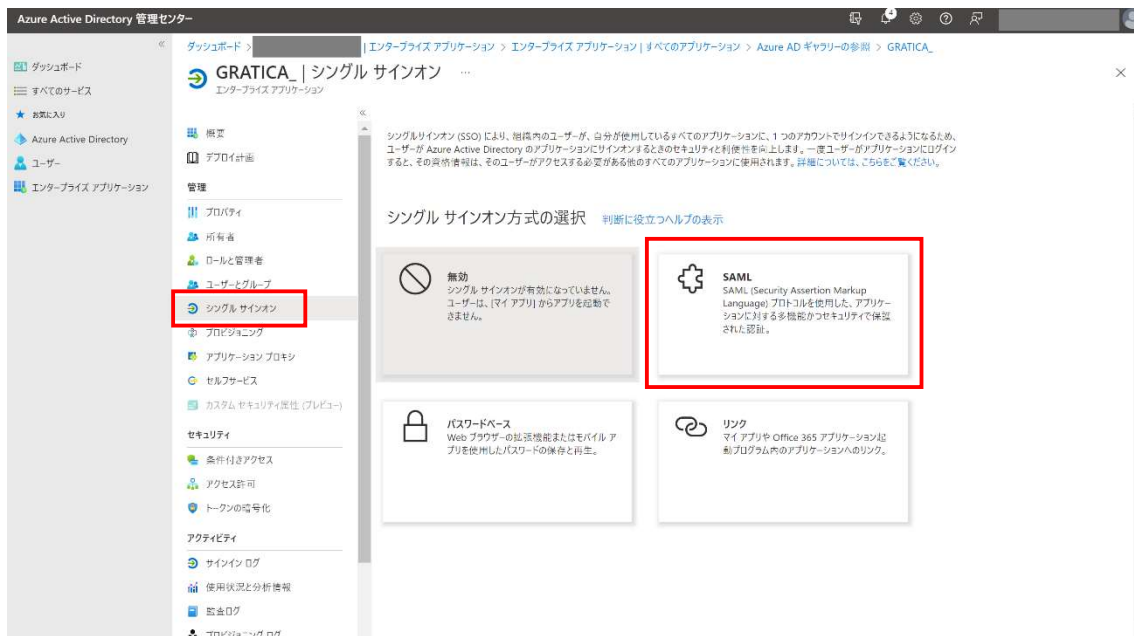 Azure Active Directory 管理センター
4
ダッシュボード >
| エンタープライズ アプリケーション > エンタープライズ アプリケーション | すべてのアプリケーション > Azure AD ギャラリーの参照 > GRATICA_
ダッシュボード
すべてのサービス
お気に入り
Azure Active Directory
ユーザー
エンタープライズ アプリケーション
GRATICA_ | シングル サインオン ...
エンタープライズ アプリケーション
概要
デプロイ計画
管理
プロパティ
所有者
ロールと管理者
ユーザーとグループ
シングル サインオン
プロビジョニング
アプリケーション プロキシ
セルフサービス
カスタム セキュリティ属性 (プレビュー)
セキュリティ
条件付きアクセス
アクセス許可
トークンの暗号化
アクティビティ
サインイン ログ
使用状況と分析情報
監査ログ
プロビジョニング ログ
シングルサインオン (SSO) により、組織内のユーザーが、自分が使用しているすべてのアプリケーションに、1 つのアカウントでサインインできるようになるため、
ユーザーが Azure Active Directory のアプリケーションにサインオンするときのセキュリティと利便性を向上します。一度ユーザーがアプリケーションにログイン
すると、その資格情報は、そのユーザーがアクセスする必要がある他のすべてのアプリケーションに使用されます。詳細については、こちらをご覧ください。
シングル サインオン方式の選択 判断に役立つヘルプの表示
無効
シングル サインオンが有効になっていません。
ユーザーは、[マイ アプリ] からアプリを起動で
きません。
SAML
SAML (Security Assertion Markup
Language) プロトコルを使用した、アプリケー
ションに対する多機能かつセキュリティで保護
された認証。
パスワードベース
Web ブラウザーの拡張機能またはモバイル ア
プリを使用したパスワードの保存と再生。
リンク
マイ アプリや Office 365 アプリケーション起
動プログラム内のアプリケーションへのリンク。